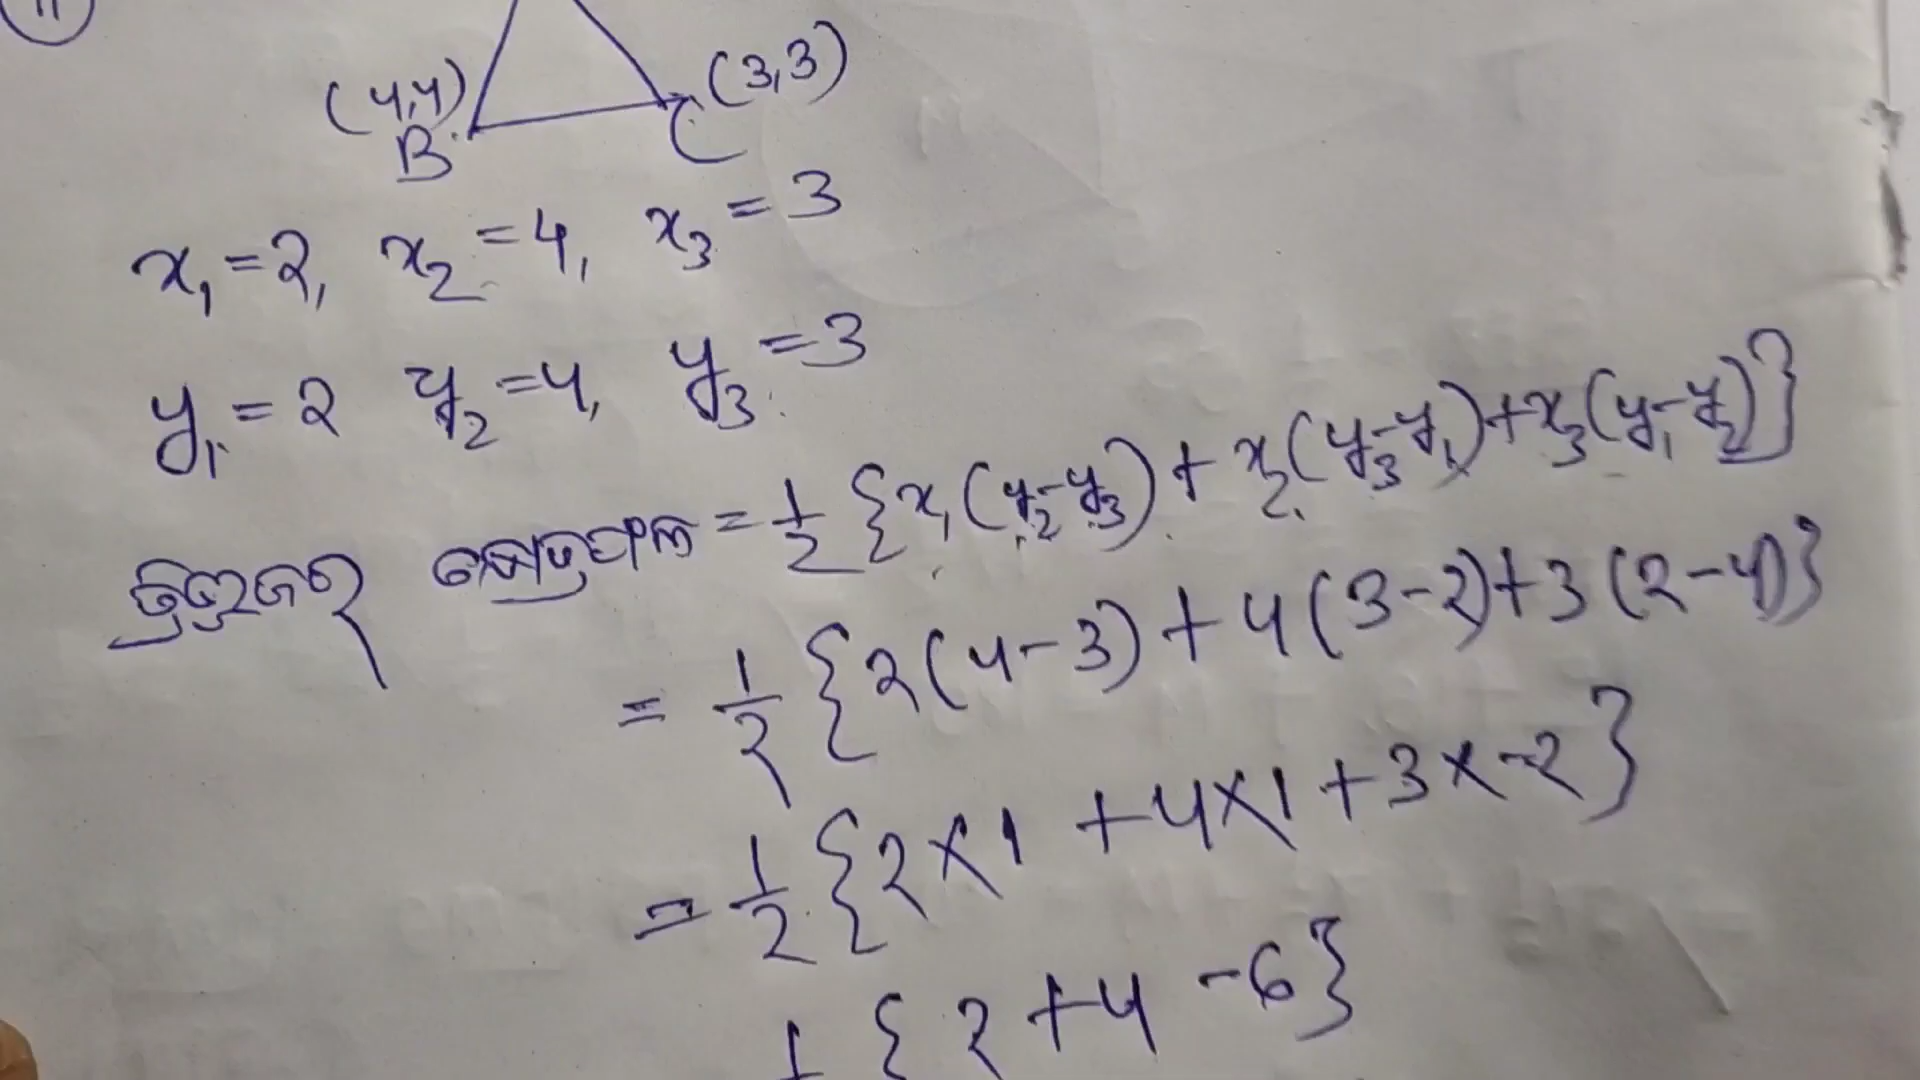 11
(4,4) (3,3)
B C
x₁ = 2, x₂ = 4, x₃ = 3
y₁ = 2 y₂ = 4, y₃ = 3
ତ୍ରିଭୁଜର କ୍ଷେତ୍ରଫଳ = 1/2 {x₁(y₂-y₃) + x₂(y₃-y₁) + x₃(y₁-y₂)}
= 1/2 {2(4-3) + 4(3-2) + 3(2-4)}
= 1/2 {2×1 + 4×1 + 3×-2}
1 {2 + 4 - 6}